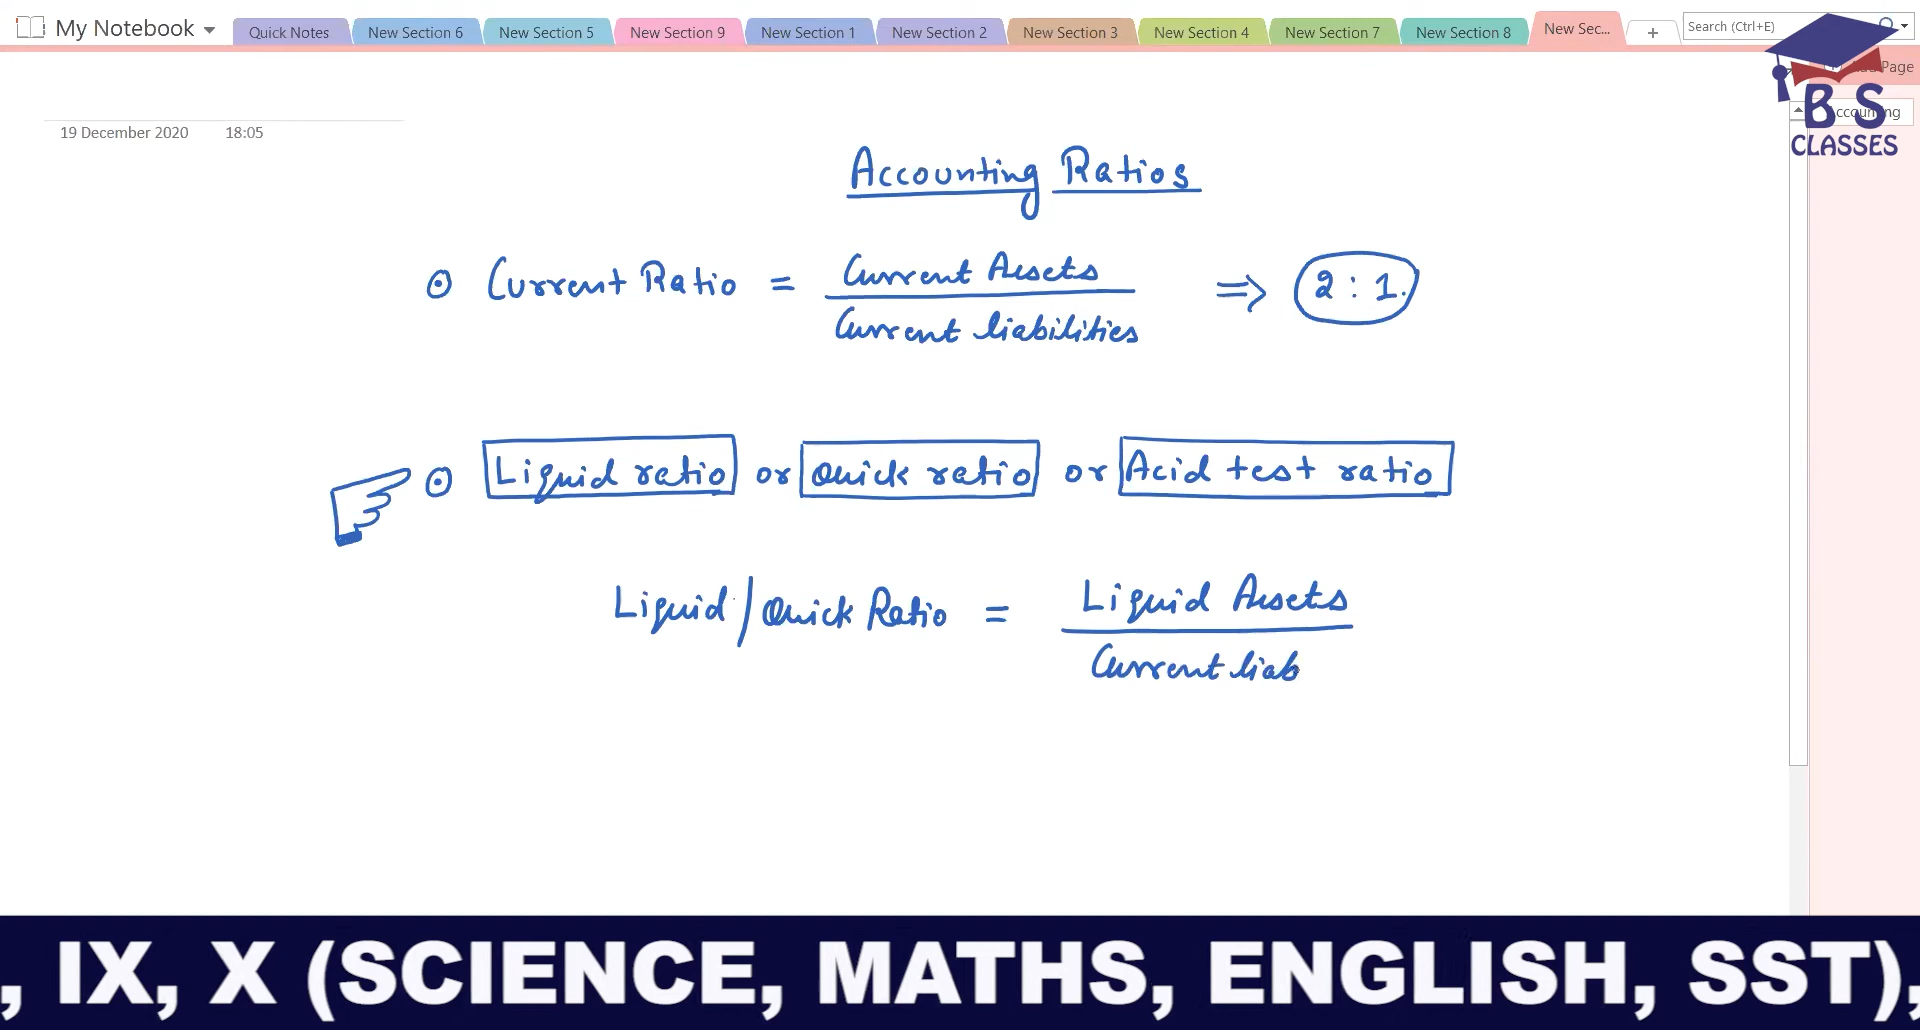 My Notebook Quick Notes New Section 6 New Section 5 New Section 9 New Section 1 New Section 2 New Section 3 New Section 4 New Section 7 New Section 8 New Sec... + Search (Ctrl+E)
Page
19 December 2020 18:05
B S
CLASSES
Accounting Ratios
Current Ratio = Current Assets ⇒ 2 : 1.
Current liabilities
Liquid ratio or Quick ratio or Acid test ratio
Liquid / Quick Ratio = Liquid Assets
Current liab
, IX, X (SCIENCE, MATHS, ENGLISH, SST),